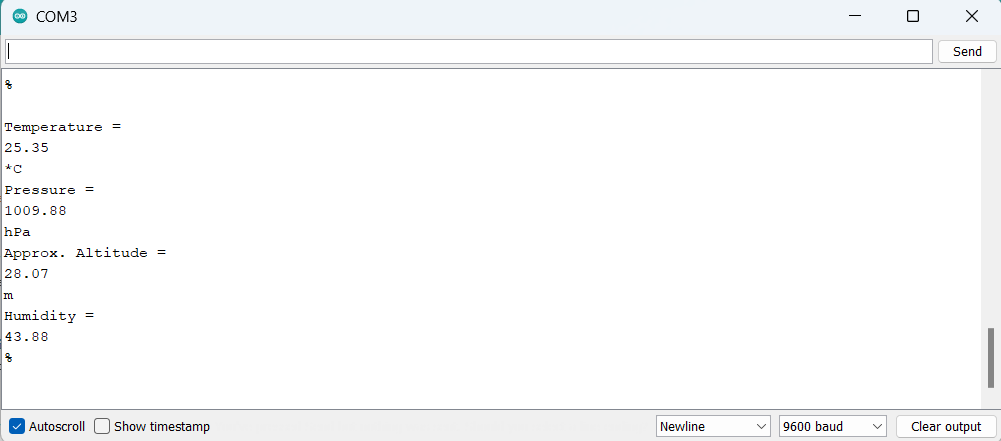 COM3
Send
%
Temperature =
25.35
*C
Pressure =
1009.88
hPa
Approx. Altitude =
28.07
m
Humidity =
43.88
%
Autoscroll Show timestamp Newline 9600 baud Clear output